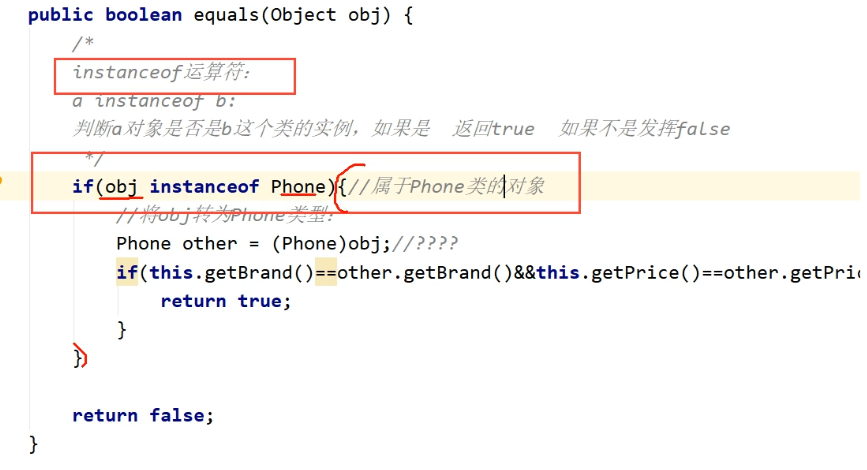 public boolean equals(Object obj) {
/*
instanceof运算符：
a instanceof b:
判断a对象是否是b这个类的实例，如果是 返回true 如果不是发挥false
*/
if(obj instanceof Phone){//属于Phone类的对象
//将obj转为Phone类型：
Phone other = (Phone)obj;//????
if(this.getBrand()==other.getBrand()&&this.getPrice()==other.getPric
return true;
}
}
return false;
}